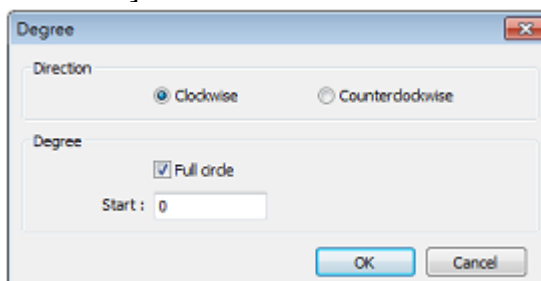 Degree
Direction
Clockwise Counterclockwise
Degree
Full circle
Start : 0
OK Cancel